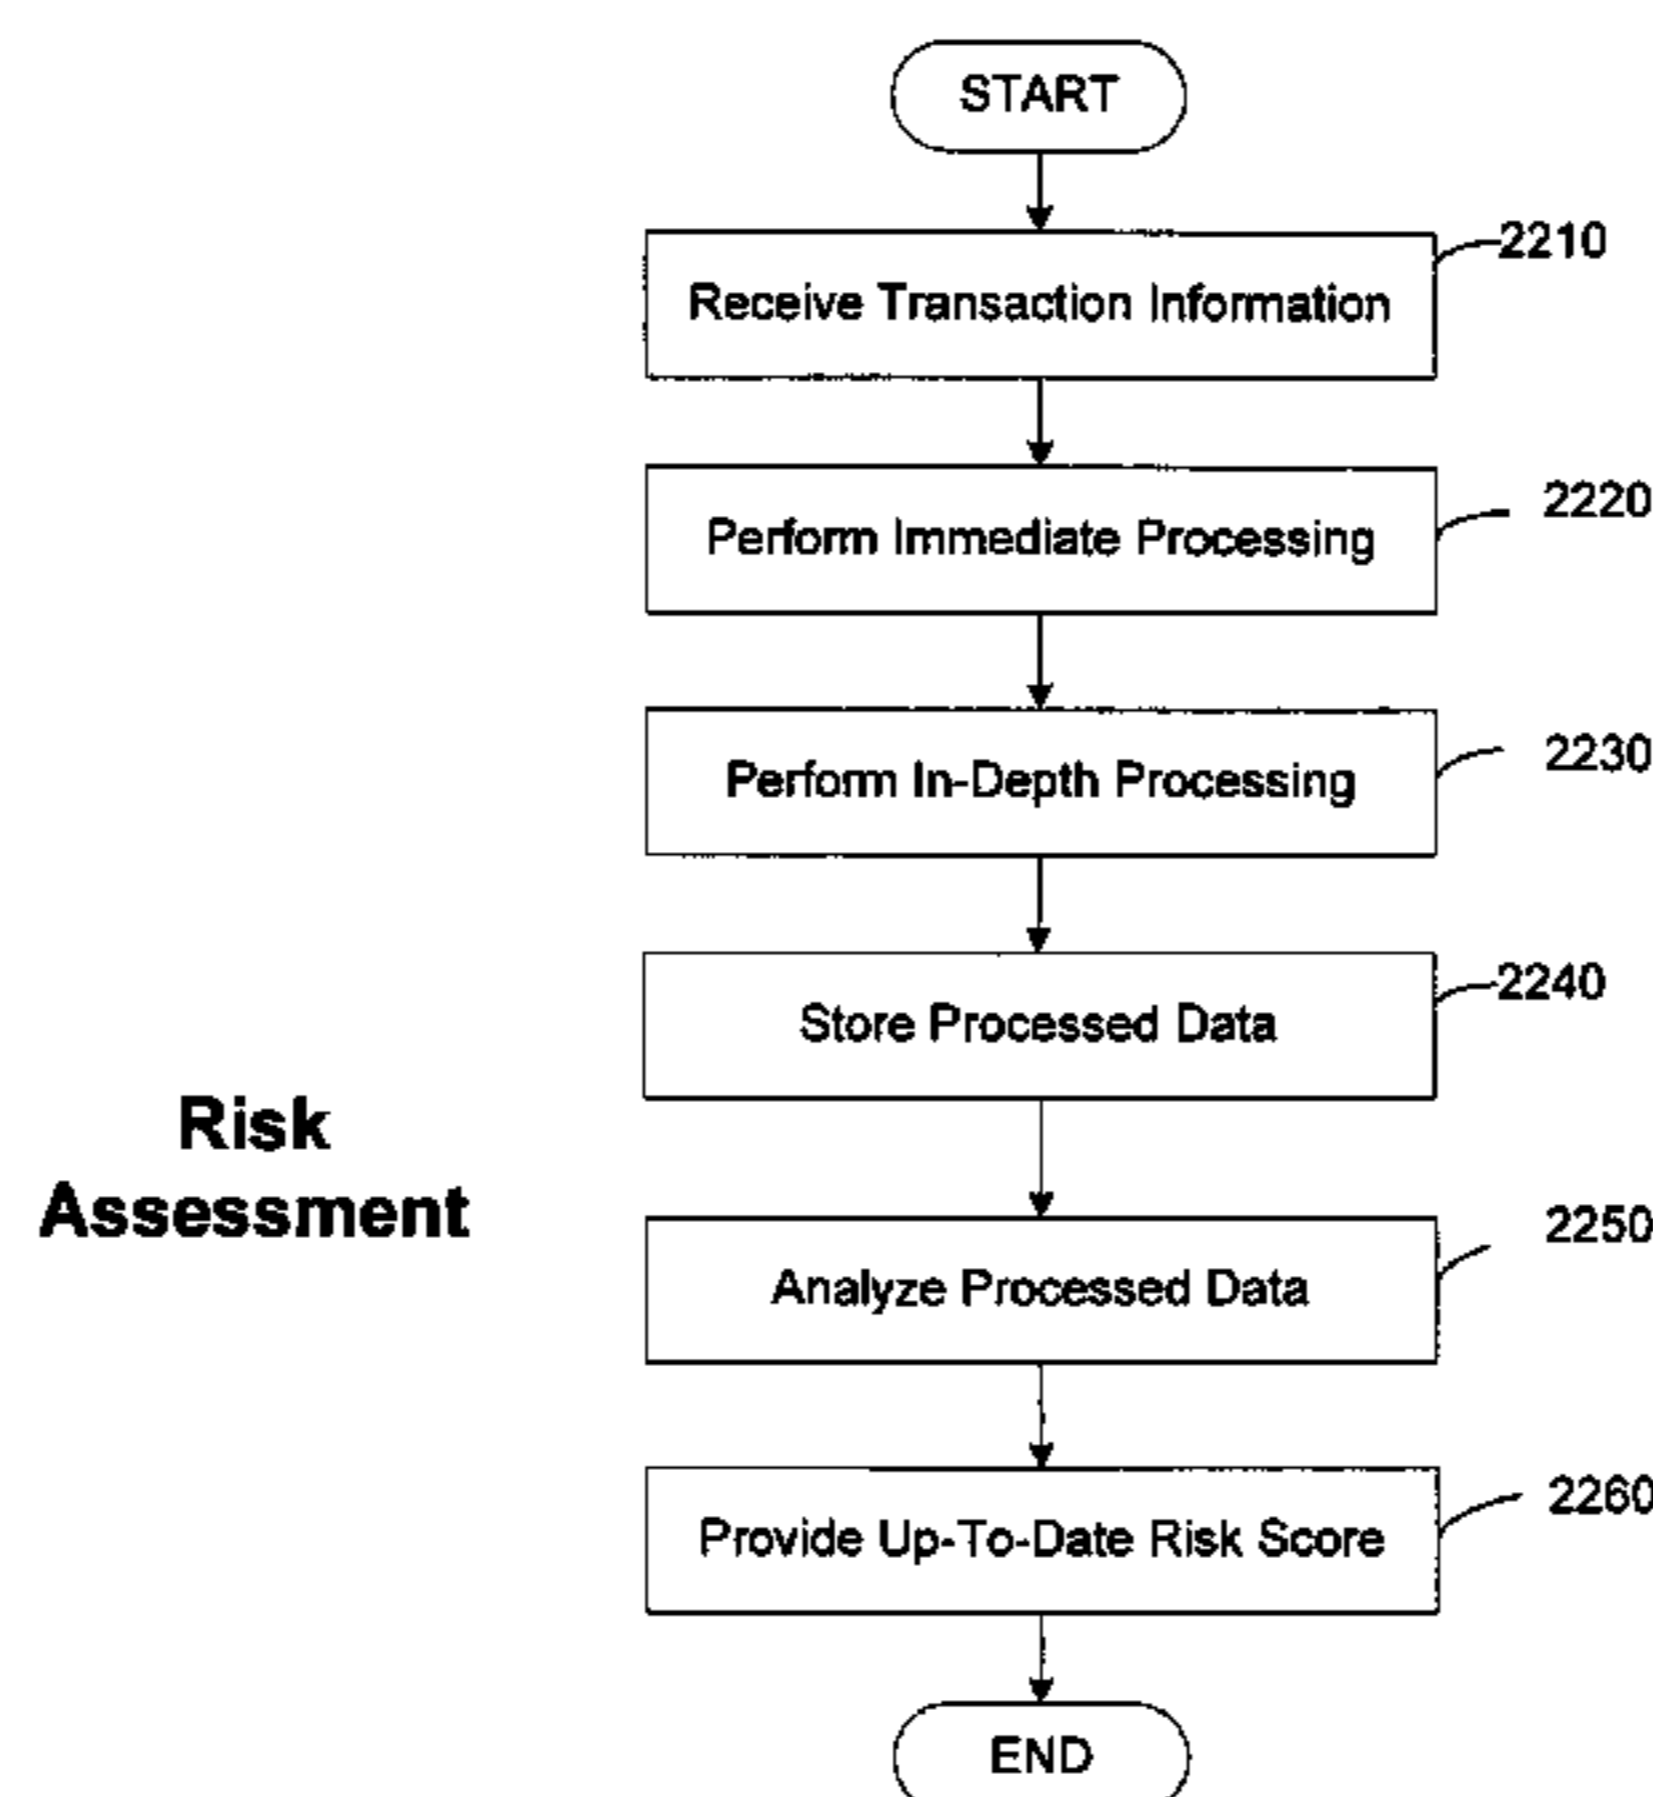 START
2210
Receive Transaction Information
2220
Perform Immediate Processing
2230
Perform In-Depth Processing
2240
Store Processed Data
Risk
Assessment
2250
Analyze Processed Data
2260
Provide Up-To-Date Risk Score
END